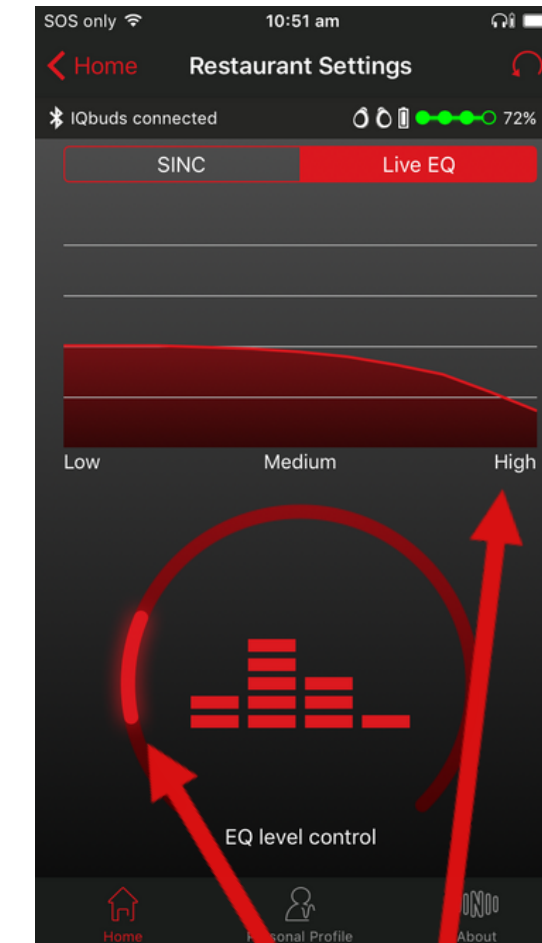 SOS only 10:51 am
Home Restaurant Settings
IQbuds connected 72%
SINC Live EQ
Low Medium High
EQ level control
Home Personal Profile About